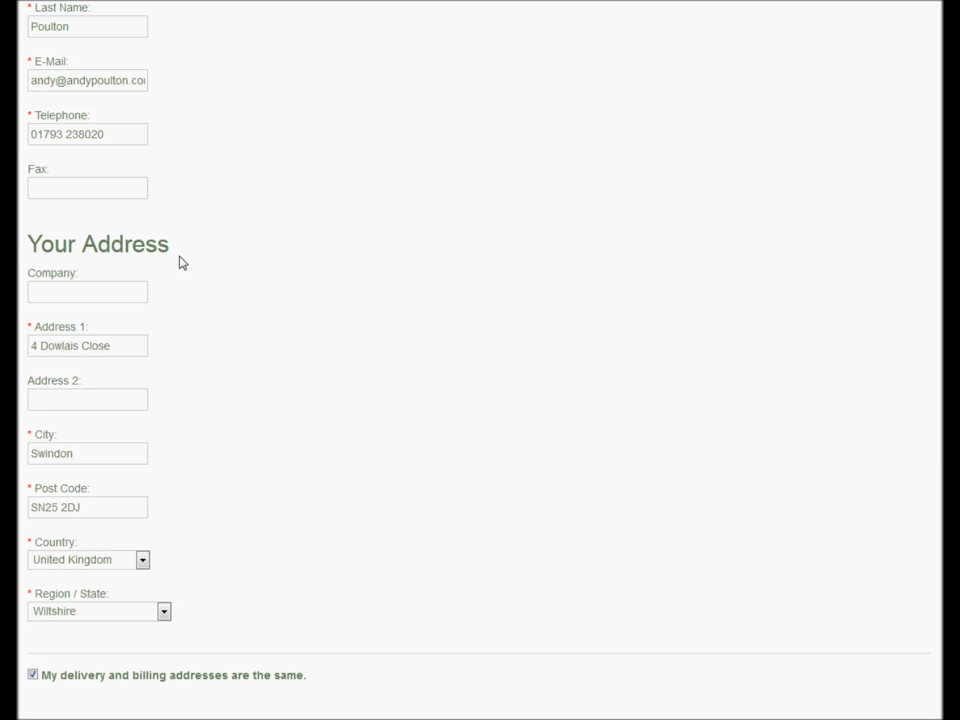 * Last Name:
Poulton
* E-Mail:
andy@andypoulton.co
* Telephone:
01793 238020
Fax:
Your Address
Company:
* Address 1:
4 Dowlais Close
Address 2:
* City:
Swindon
* Post Code:
SN25 2DJ
* Country:
United Kingdom
* Region / State:
Wiltshire
My delivery and billing addresses are the same.